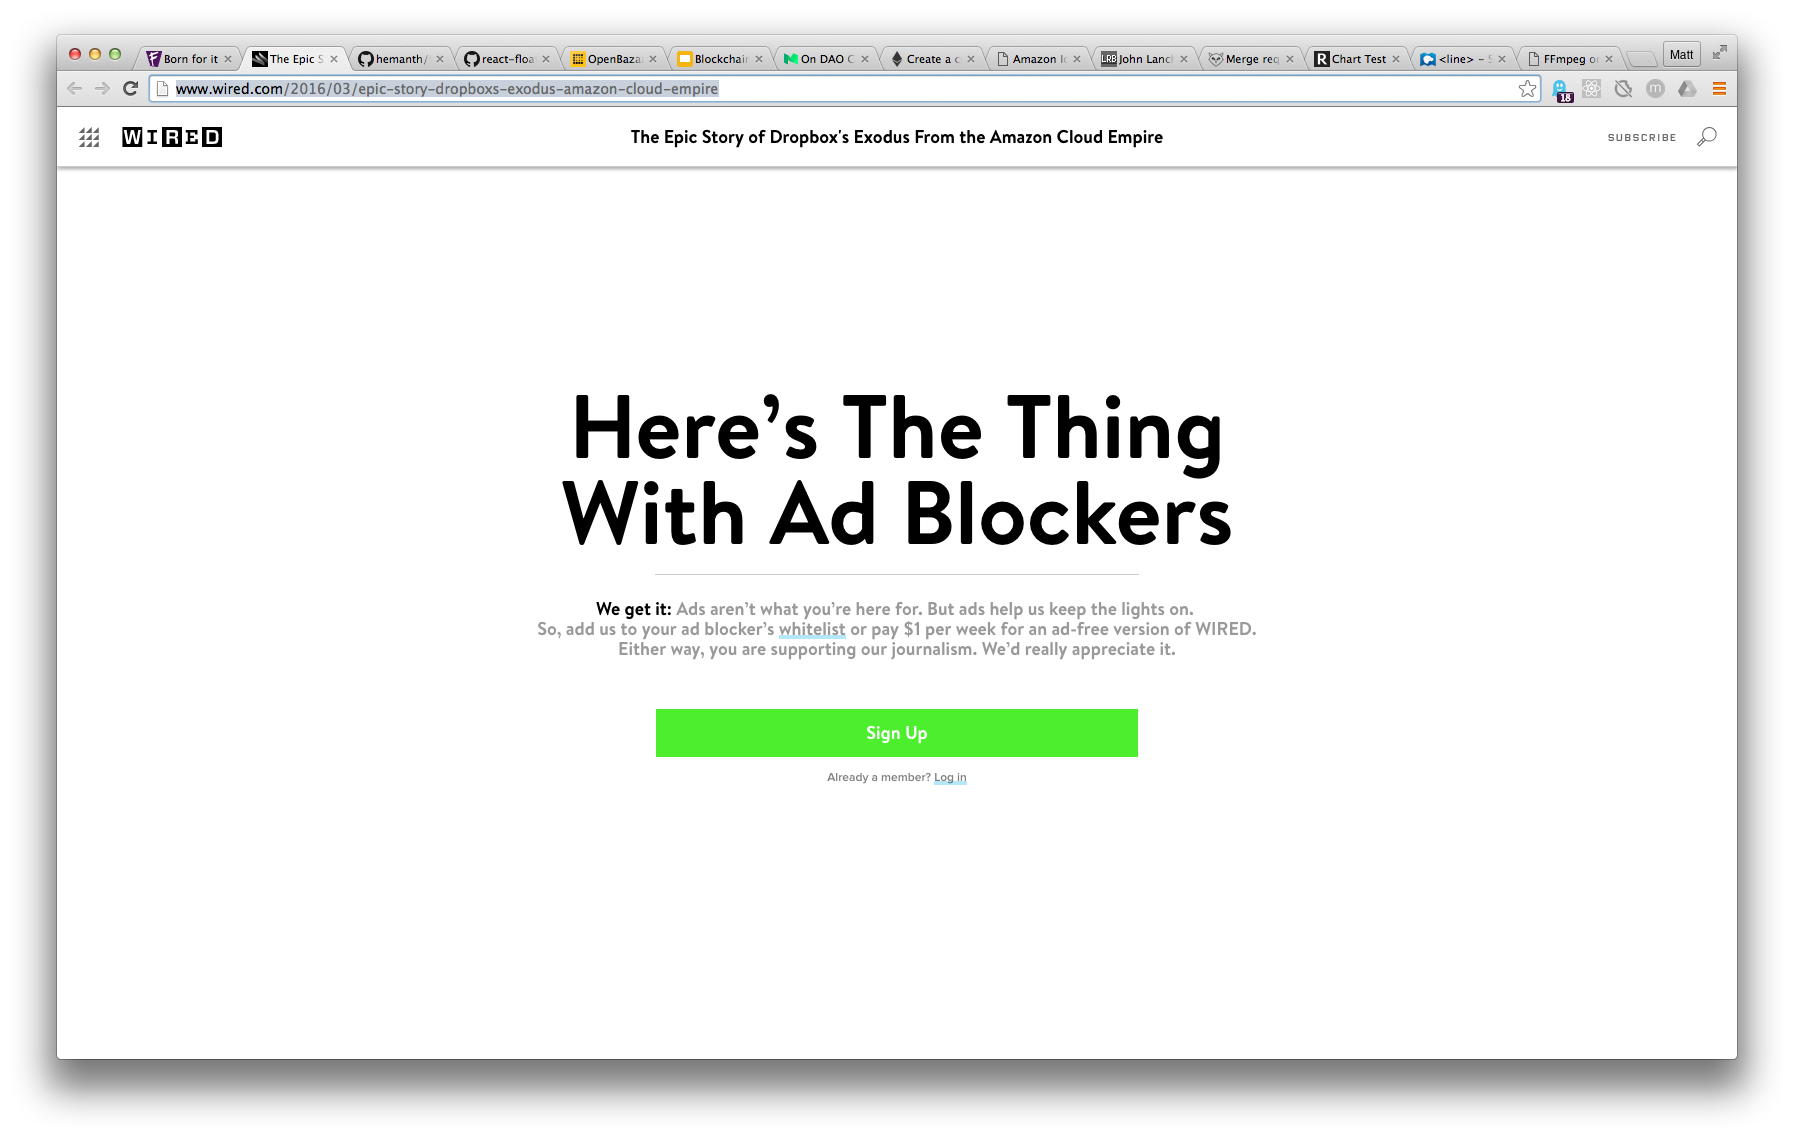 Born for it
The Epic S
hemanth/
react-floa
OpenBaza
Blockchain
On DAO C
Create a c
Amazon
John Lanc
Merge req
Chart Test
<line> - S
FFmpeg
Matt
www.wired.com/2016/03/epic-story-dropboxs-exodus-amazon-cloud-empire
18
m
WIRED
The Epic Story of Dropbox's Exodus From the Amazon Cloud Empire
SUBSCRIBE
Here’s The Thing
With Ad Blockers
We get it: Ads aren’t what you’re here for. But ads help us keep the lights on.
So, add us to your ad blocker’s whitelist or pay $1 per week for an ad-free version of WIRED.
Either way, you are supporting our journalism. We’d really appreciate it.
Sign Up
Already a member? Log in